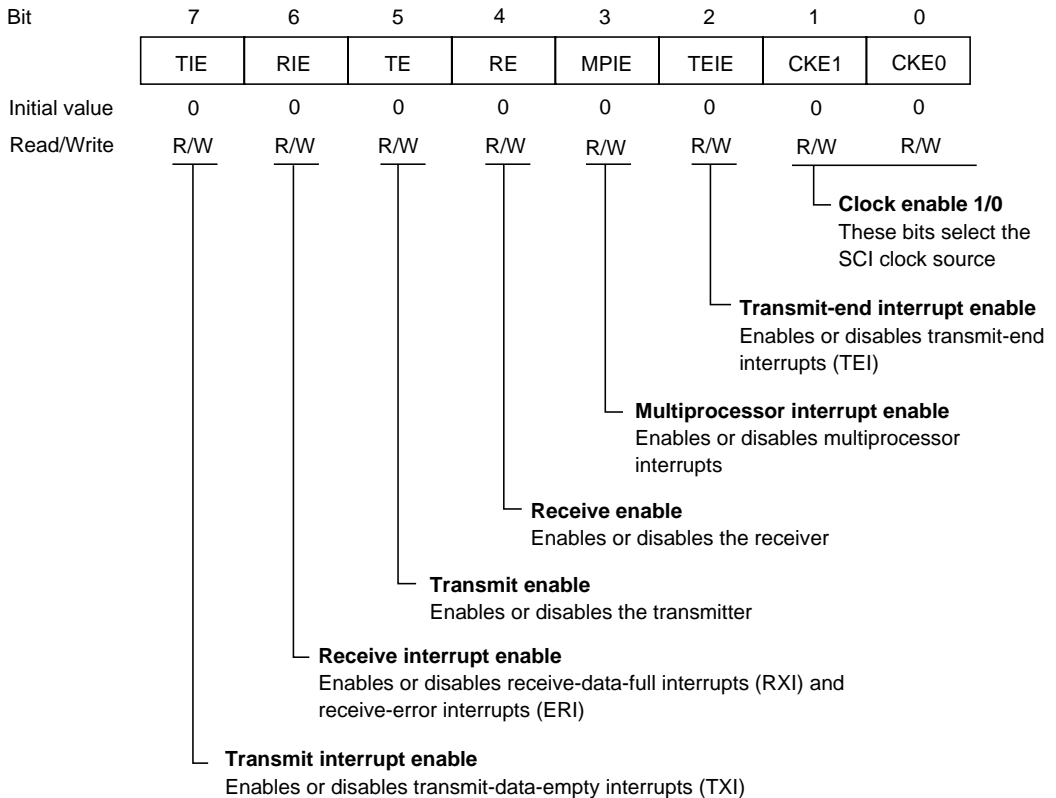 Bit 7 6 5 4 3 2 1 0
TIE RIE TE RE MPIE TEIE CKE1 CKE0
Initial value 0 0 0 0 0 0 0 0
Read/Write R/W R/W R/W R/W R/W R/W R/W R/W
Clock enable 1/0
These bits select the
SCI clock source
Transmit-end interrupt enable
Enables or disables transmit-end
interrupts (TEI)
Multiprocessor interrupt enable
Enables or disables multiprocessor
interrupts
Receive enable
Enables or disables the receiver
Transmit enable
Enables or disables the transmitter
Receive interrupt enable
Enables or disables receive-data-full interrupts (RXI) and
receive-error interrupts (ERI)
Transmit interrupt enable
Enables or disables transmit-data-empty interrupts (TXI)